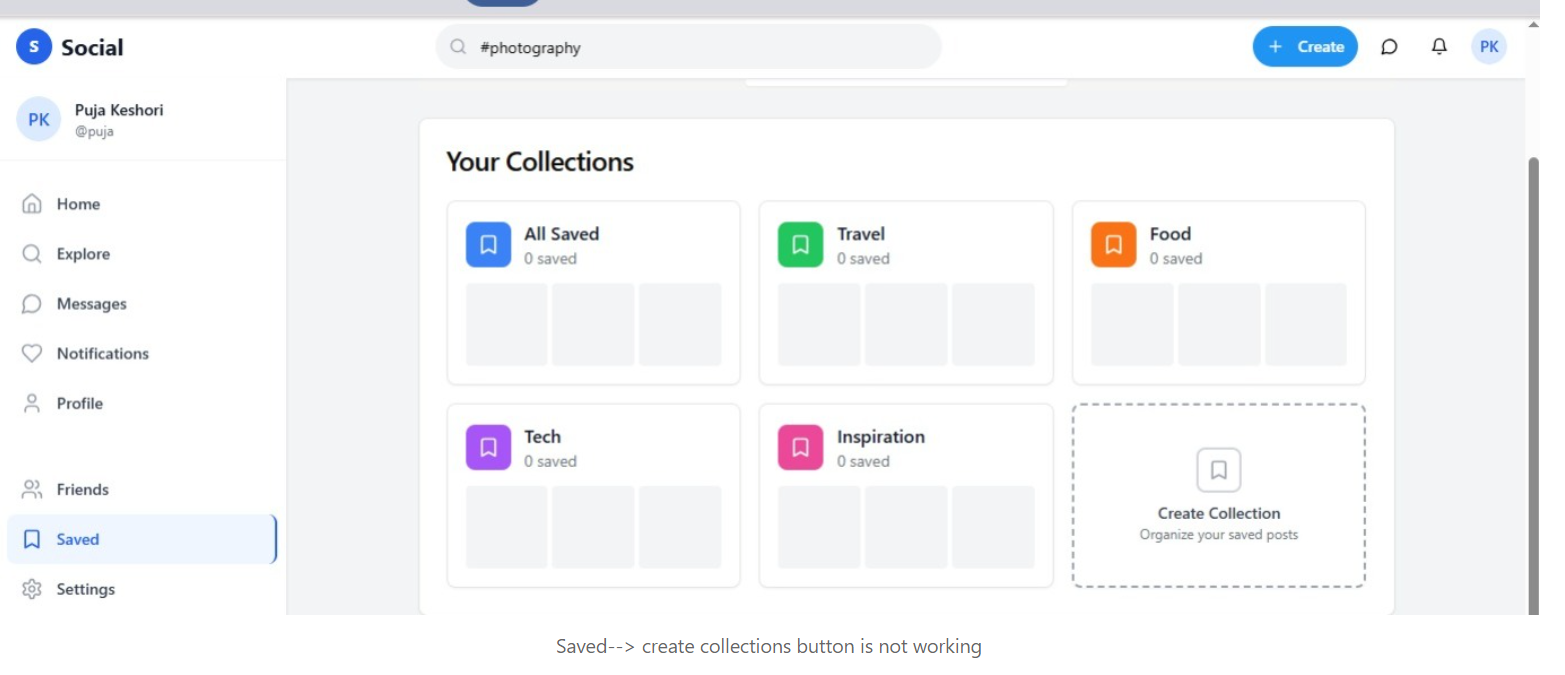 S Social
#photography
+ Create
PK
PK
Puja Keshori
@puja
Home
Explore
Messages
Notifications
Profile
Friends
Saved
Settings
Your Collections
All Saved
0 saved
Travel
0 saved
Food
0 saved
Tech
0 saved
Inspiration
0 saved
Create Collection
Organize your saved posts
Saved--> create collections button is not working